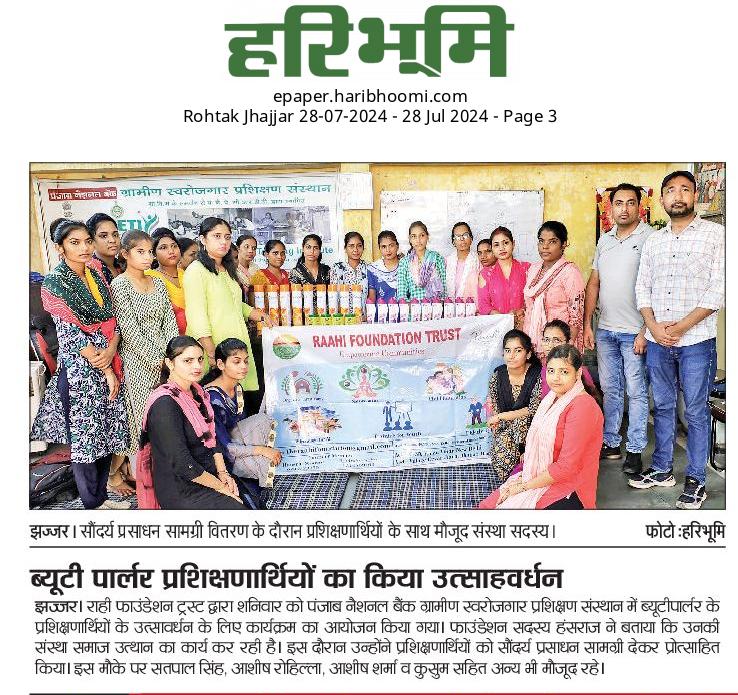 हरिभूमि
epaper.haribhoomi.com
Rohtak Jhajjar 28-07-2024 - 28 Jul 2024 - Page 3
पंजाब नैशनल बैंक ग्रामीण स्वरोजगार प्रशिक्षण संस्थान
RAAHI FOUNDATION TRUST
Empowering Communities
झज्जर। सौंदर्य प्रसाधन सामग्री वितरण के दौरान प्रशिक्षणार्थियों के साथ मौजूद संस्था सदस्य। फोटो :हरिभूमि
ब्यूटी पार्लर प्रशिक्षणार्थियों का किया उत्साहवर्धन
झज्जर। राही फाउंडेशन ट्रस्ट द्वारा शनिवार को पंजाब नैशनल बैंक ग्रामीण स्वरोजगार प्रशिक्षण संस्थान में ब्यूटीपार्लर के
प्रशिक्षणार्थियों के उत्सावर्धन के लिए कार्यक्रम का आयोजन किया गया। फाउंडेशन सदस्य हंसराज ने बताया कि उनकी
संस्था समाज उत्थान का कार्य कर रही है। इस दौरान उन्होंने प्रशिक्षणार्थियों को सौंदर्य प्रसाधन सामग्री देकर प्रोत्साहित
किया। इस मौके पर सतपाल सिंह, आशीष रोहिल्ला, आशीष शर्मा व कुसुम सहित अन्य भी मौजूद रहे।